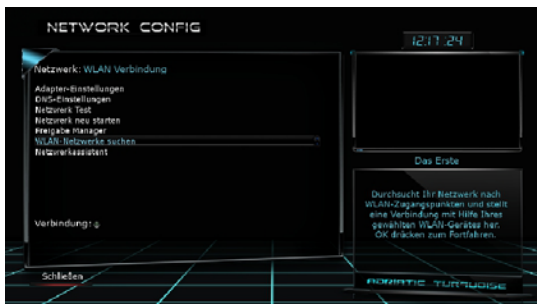 NETWORK CONFIG
12:17 :24
Netzwerk: WLAN Verbindung
Adapter-Einstellungen
DNS-Einstellungen
Netzwerk Test
Netzwerk neu starten
Freigabe Manager
WLAN-Netzwerke suchen
Netzwerkassistent
Verbindung:
Schließen
Das Erste
Durchsucht Ihr Netzwerk nach
WLAN-Zugangspunkten und stellt
eine Verbindung mit Hilfe Ihres
gewählten WLAN-Gerätes her.
OK drücken zum Fortfahren.
ADRIATIC TURQUOISE